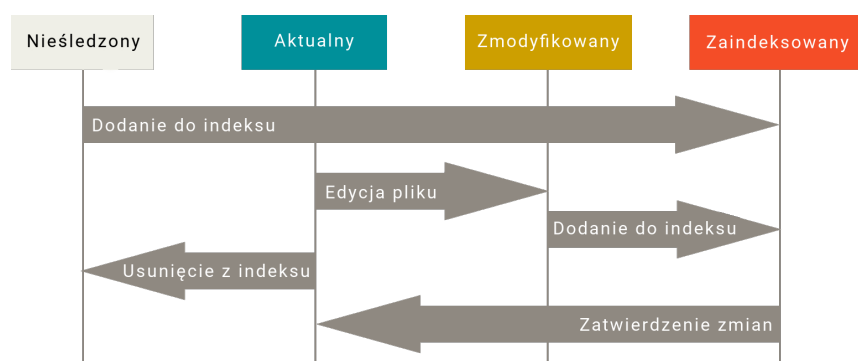 Nieśledzony
Aktualny
Zmodyfikowany
Zaindeksowany
Dodanie do indeksu
Edycja pliku
Dodanie do indeksu
Usunięcie z indeksu
Zatwierdzenie zmian